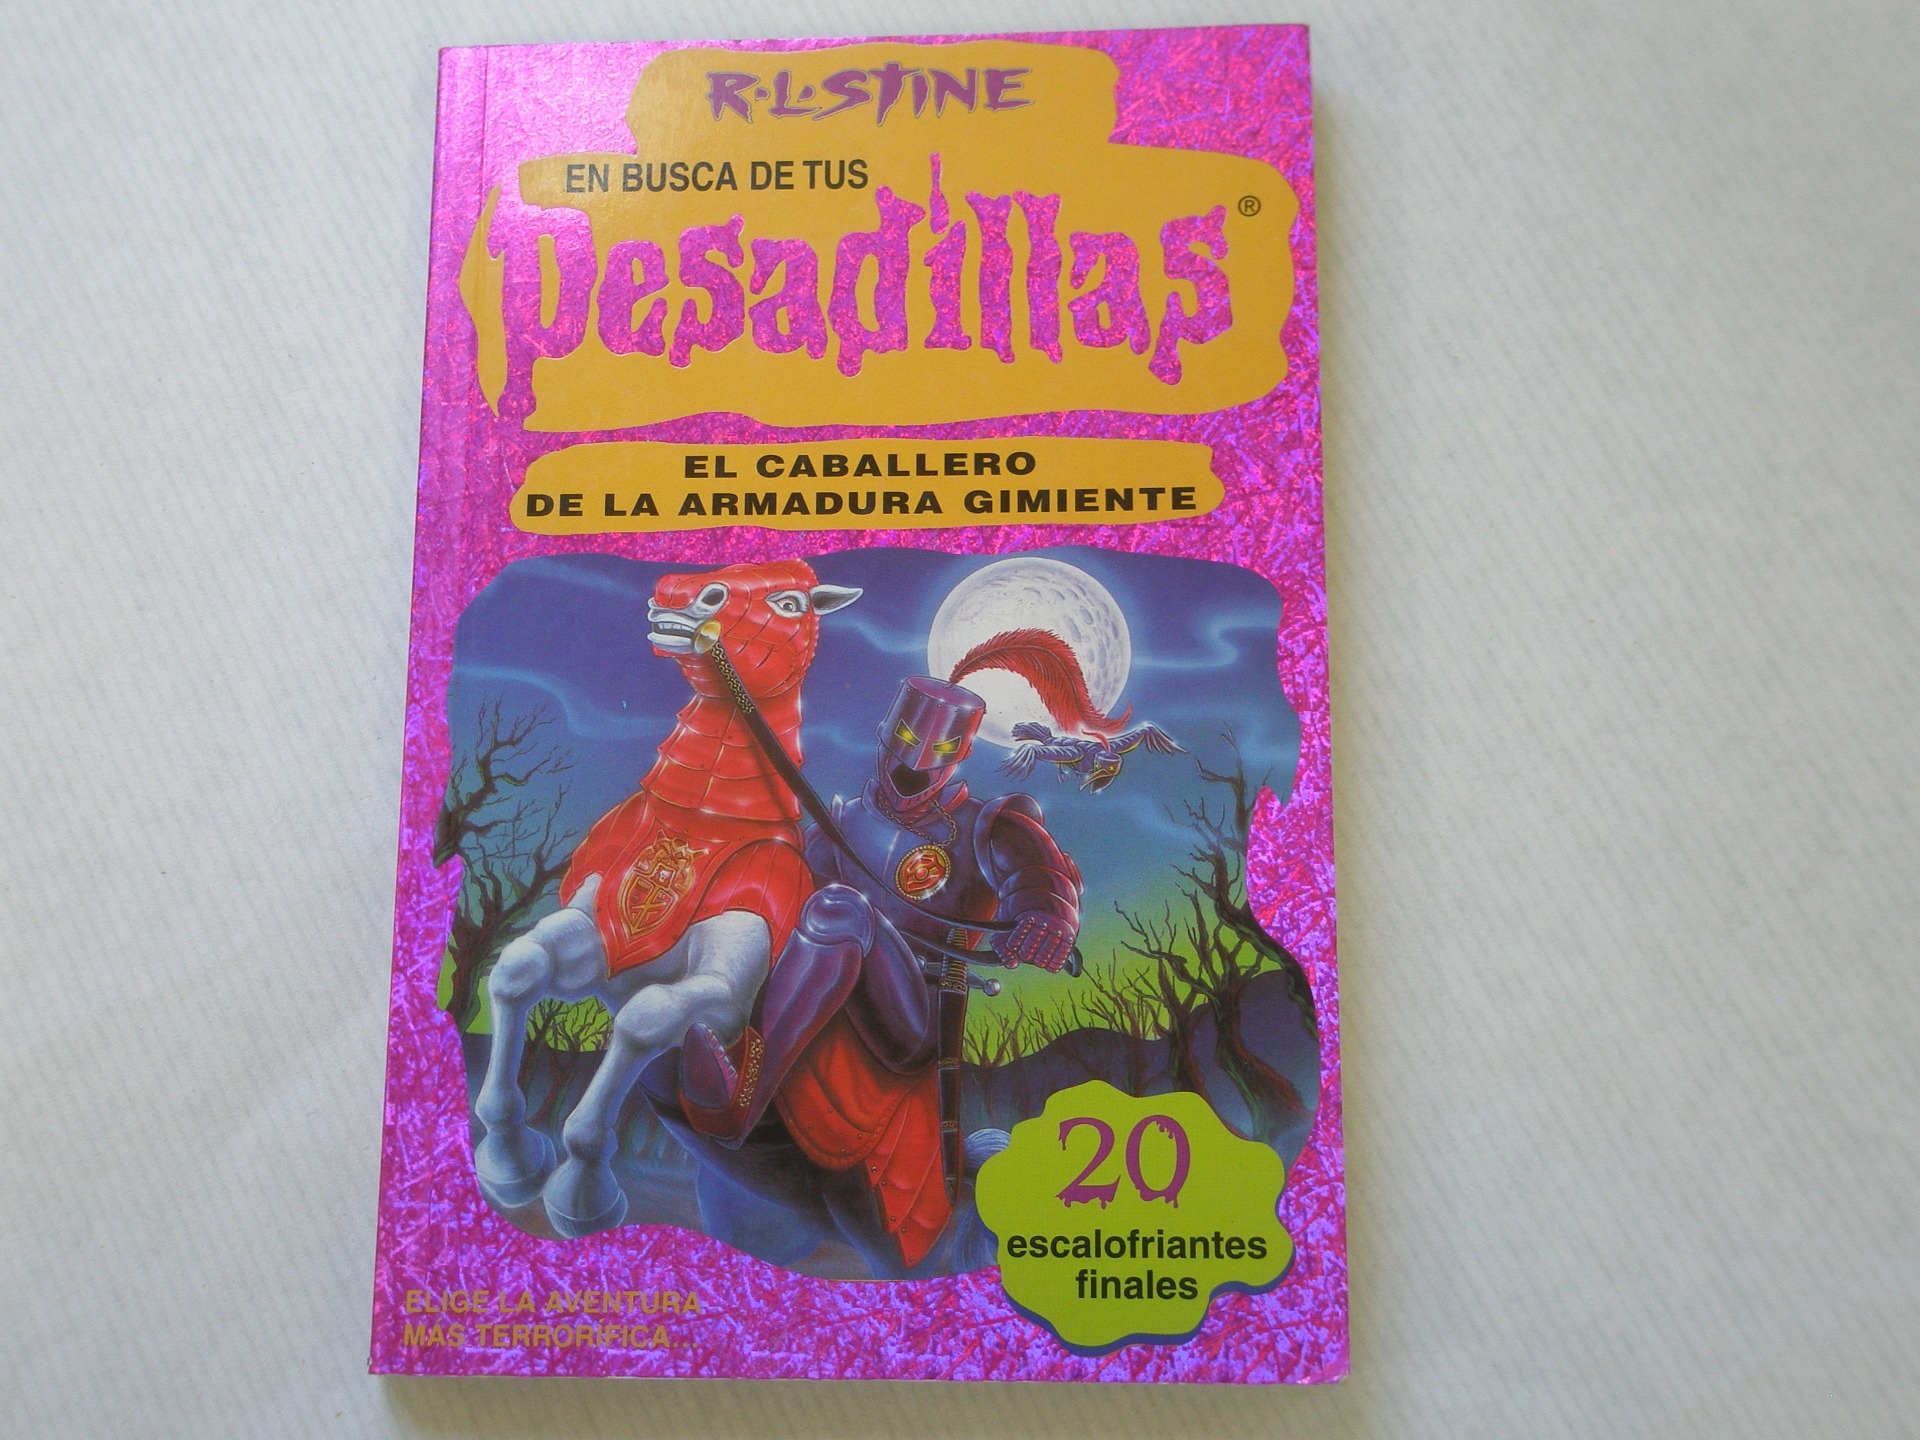 R.L.STINE
EN BUSCA DE TUS
Pesadillas®
EL CABALLERO
DE LA ARMADURA GIMIENTE
20
escalofriantes
finales
ELIGE LA AVENTURA
MÁS TERRORÍFICA...